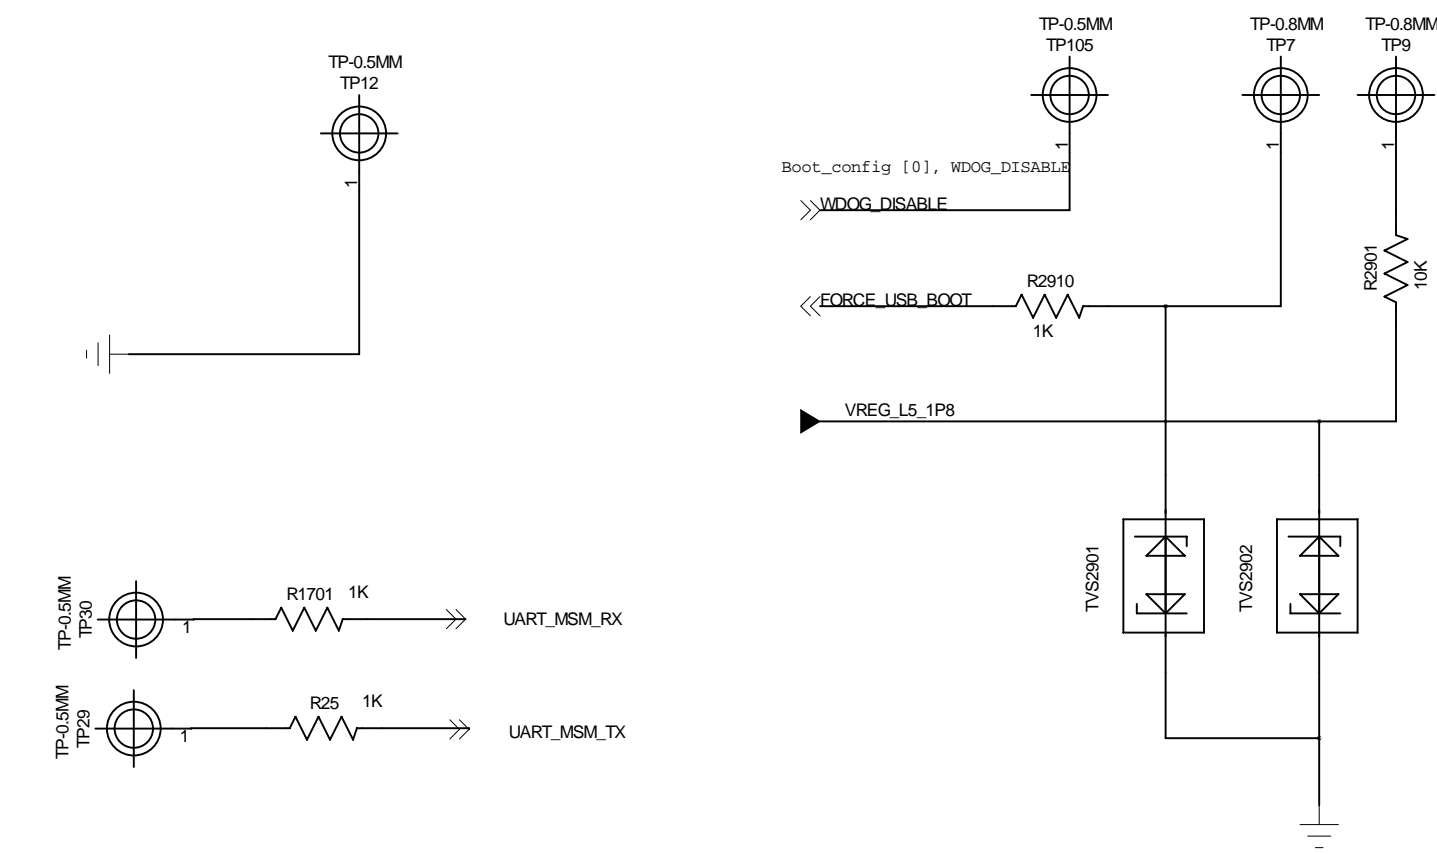 TP-0.5MM
TP12
1
TP-0.5MM
TP105
1
TP-0.8MM
TP7
1
TP-0.8MM
TP9
1
Boot_config [0], WDOG_DISABLE
WDOG_DISABLE
FORCE_USB_BOOT
R2910
1K
R2901
10K
VREG_L5_1P8
TVS2901
TVS2902
TP-0.5MM
TP30
1
R1701 1K
UART_MSM_RX
TP-0.5MM
TP29
1
R25 1K
UART_MSM_TX